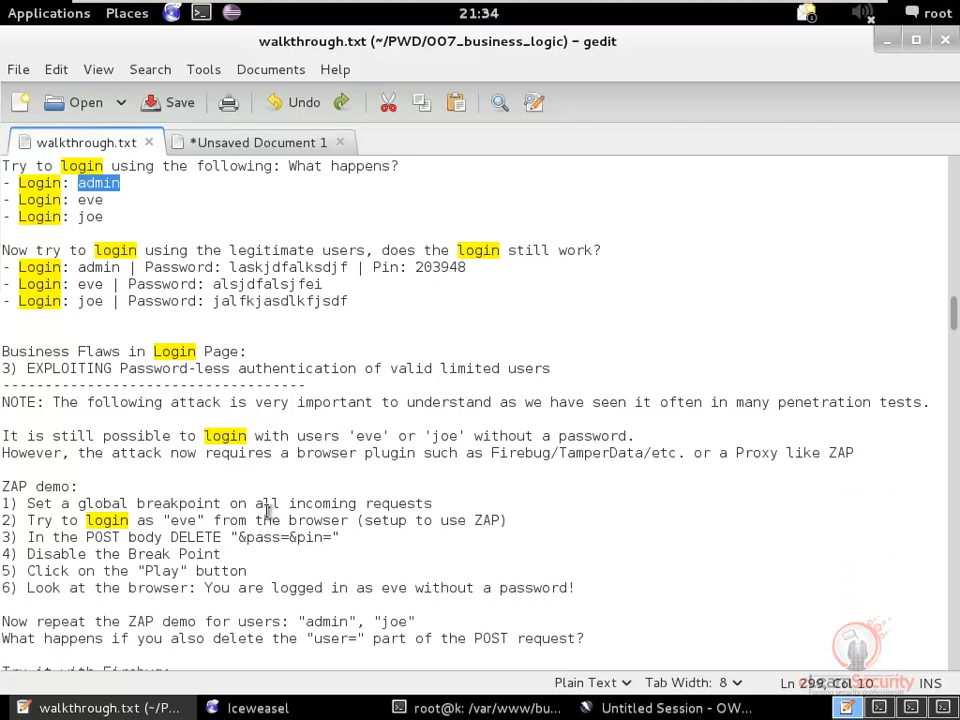 Applications Places 21:34 root
walkthrough.txt (~/PWD/007_business_logic) - gedit
File Edit View Search Tools Documents Help
Open Save Undo
walkthrough.txt *Unsaved Document 1
Try to login using the following: What happens?
- Login: admin
- Login: eve
- Login: joe
Now try to login using the legitimate users, does the login still work?
- Login: admin | Password: laskjdfalksdjf | Pin: 203948
- Login: eve | Password: alsjdfalsjfei
- Login: joe | Password: jalfkjasdlkfjsdf
Business Flaws in Login Page:
3) EXPLOITING Password-less authentication of valid limited users
------------------------------------
NOTE: The following attack is very important to understand as we have seen it often in many penetration tests.
It is still possible to login with users 'eve' or 'joe' without a password.
However, the attack now requires a browser plugin such as Firebug/TamperData/etc. or a Proxy like ZAP
ZAP demo:
1) Set a global breakpoint on all incoming requests
2) Try to login as "eve" from the browser (setup to use ZAP)
3) In the POST body DELETE "&pass=&pin="
4) Disable the Break Point
5) Click on the "Play" button
6) Look at the browser: You are logged in as eve without a password!
Now repeat the ZAP demo for users: "admin", "joe"
What happens if you also delete the "user=" part of the POST request?
Try it with Firebug:
eLearnSecurity
Plain Text Tab Width: 8 Ln 299, Col 10 INS
walkthrough.txt (~/P... Iceweasel root@k: /var/www/bu... Untitled Session - OW...